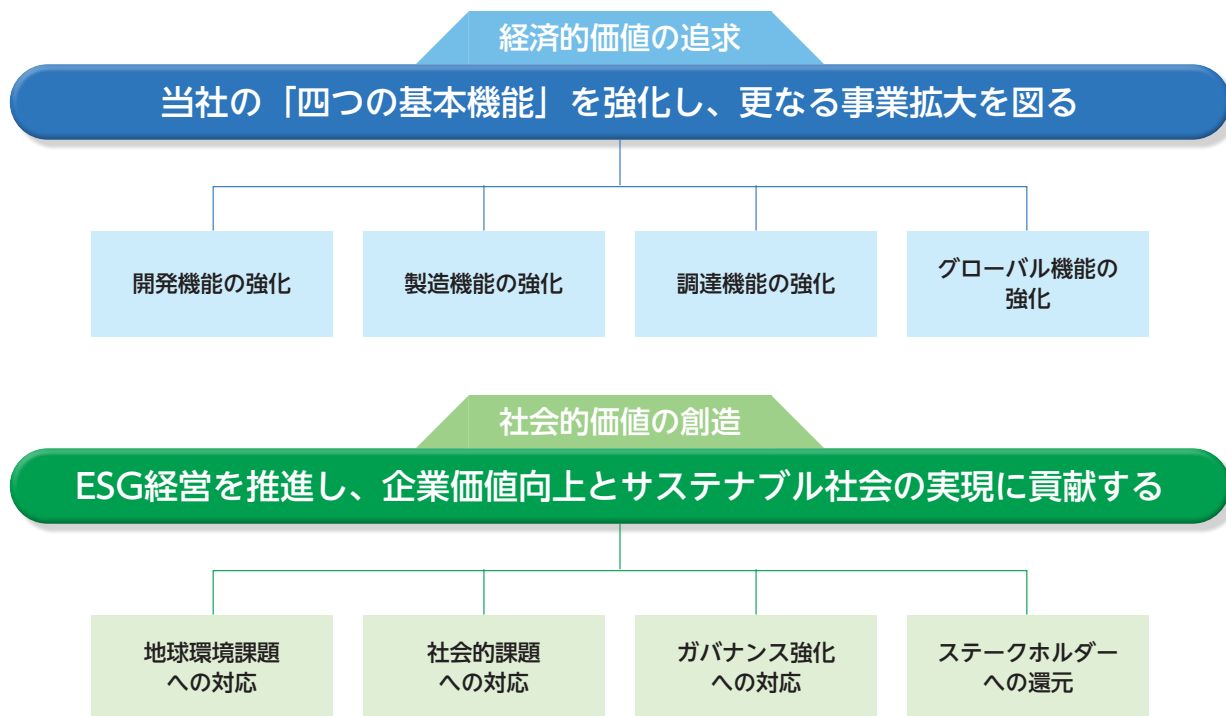 経済的価値の追求
当社の「四つの基本機能」を強化し、更なる事業拡大を図る
開発機能の強化
製造機能の強化
調達機能の強化
グローバル機能の
強化
社会的価値の創造
ESG経営を推進し、企業価値向上とサステナブル社会の実現に貢献する
地球環境課題
への対応
社会的課題
への対応
ガバナンス強化
への対応
ステークホルダー
への還元